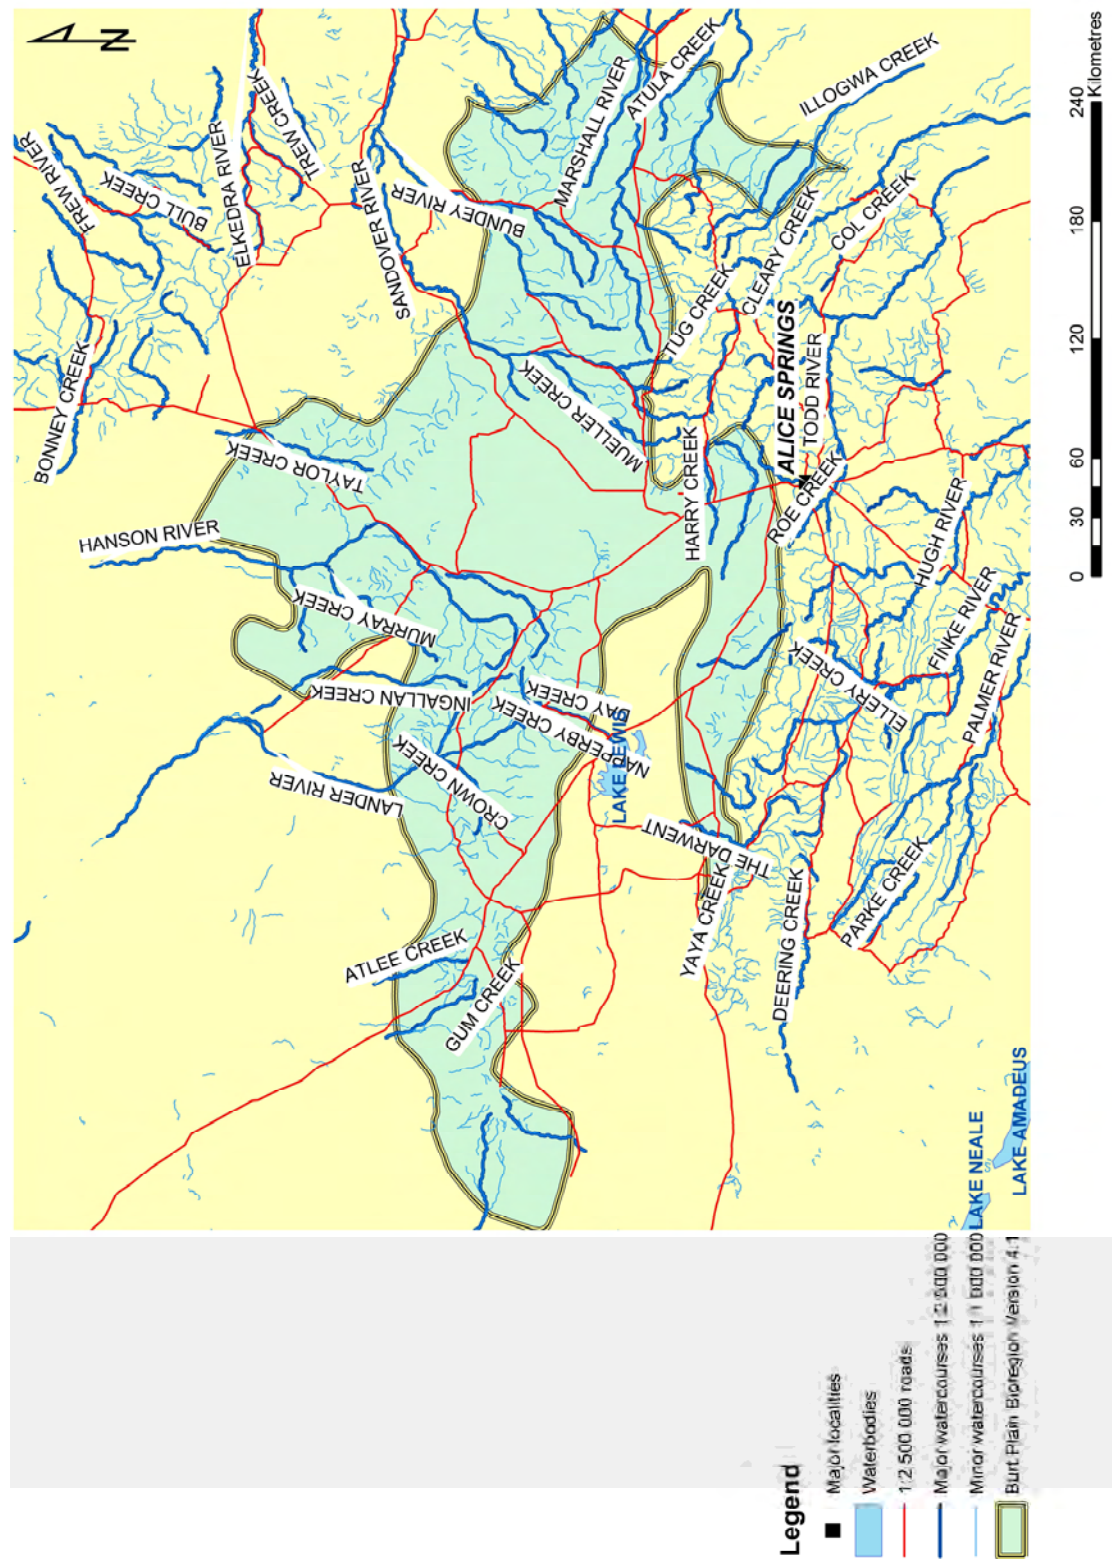 N
FREW RIVER
BULL CREEK
ELKEDRA RIVER
TREW CREEK
BONNEY CREEK
SANDOVER RIVER
BUNDEY RIVER
MARSHALL RIVER
ATULA CREEK
ILLOGWA CREEK
COL CREEK
CLEARY CREEK
TUG CREEK
ALICE SPRINGS
TODD RIVER
ROE CREEK
HARRY CREEK
MUELLER CREEK
TAYLOR CREEK
HANSON RIVER
MURRAY CREEK
INGALLAN CREEK
LANDER RIVER
CROWN CREEK
NAPPERBY CREEK
DAY CREEK
LAKE LEWIS
HUGH RIVER
FINKE RIVER
PALMER RIVER
ELLERY CREEK
THE DARWENT
YAYA CREEK
DEERING CREEK
PARKE CREEK
ATLEE CREEK
GUM CREEK
LAKE NEALE
LAKE AMADEUS
0 30 60 120 180 240
Kilometres
Legend
Major localities
Waterbodies
1:2 500 000 roads
Major watercourses 1:2 000 000
Minor watercourses 1:1 000 000
Burt Plain Bioregion Version 4.1